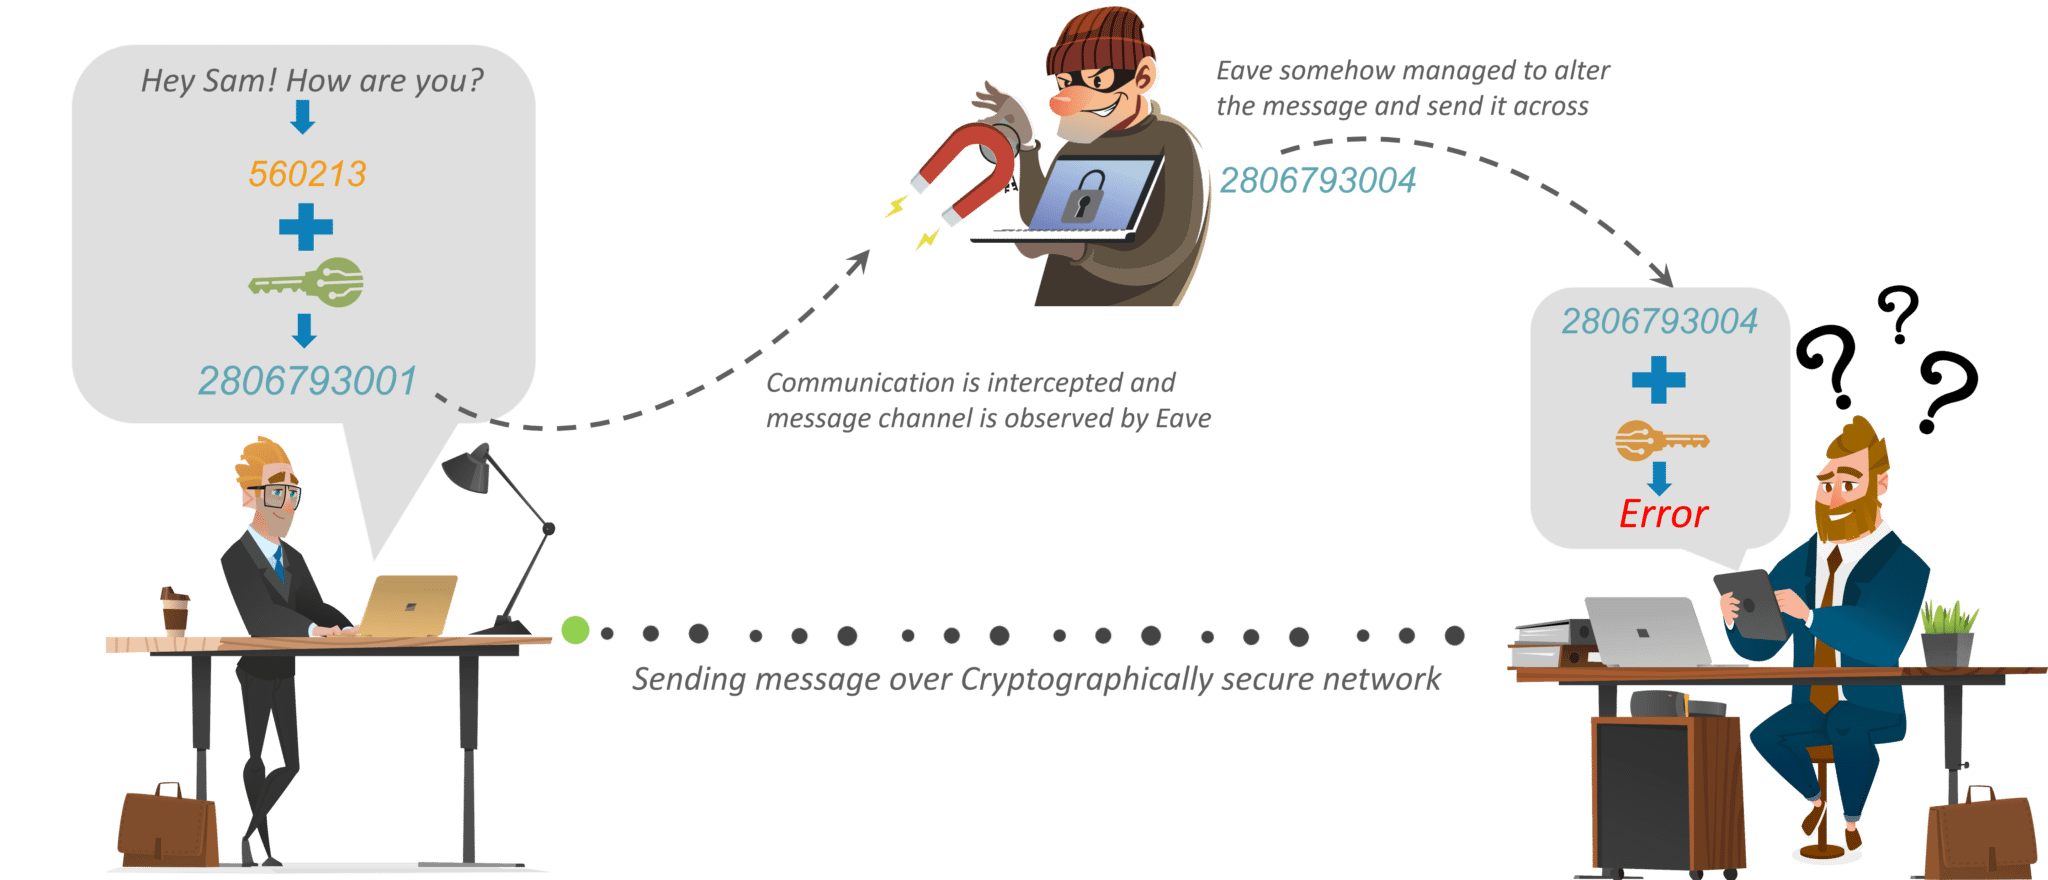 Hey Sam! How are you?
560213
2806793001
Eave somehow managed to alter
the message and send it across
2806793004
Communication is intercepted and
message channel is observed by Eave
2806793004
Error
Sending message over Cryptographically secure network